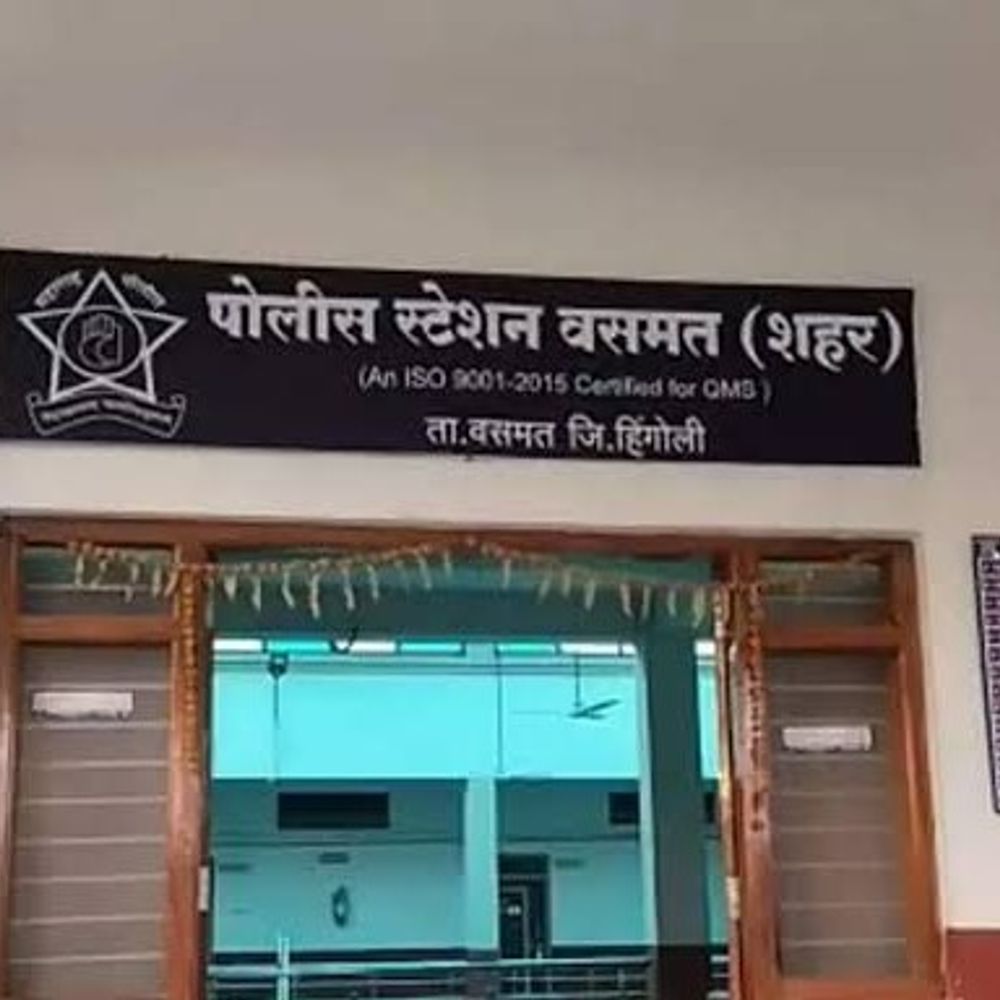 पोलीस स्टेशन वसमत (शहर)
(An ISO 9001-2015 Certified for QMS )
ता.वसमत जि.हिंगोली